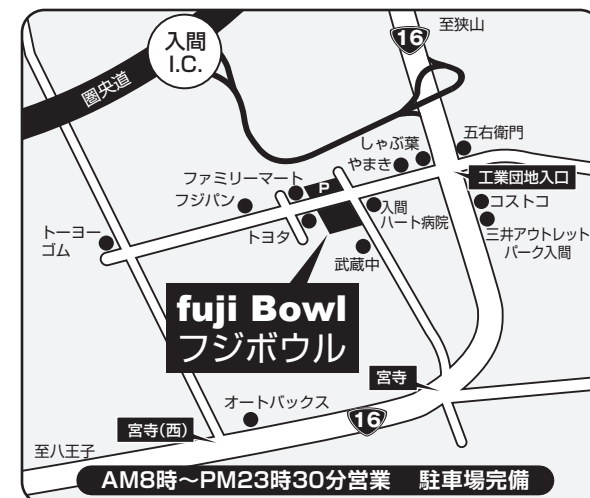 至狭山
16
入間
I.C.
圏央道
五右衛門
しゃぶ葉
やまき
工業団地入口
ファミリーマート
P
フジパン
コストコ
入間
ハート病院
トヨタ
三井アウトレット
パーク入間
トーヨー
ゴム
武蔵中
fuji Bowl
フジボウル
宮寺
オートバックス
16
宮寺(西)
至八王子
AM8時～PM23時30分営業 駐車場完備